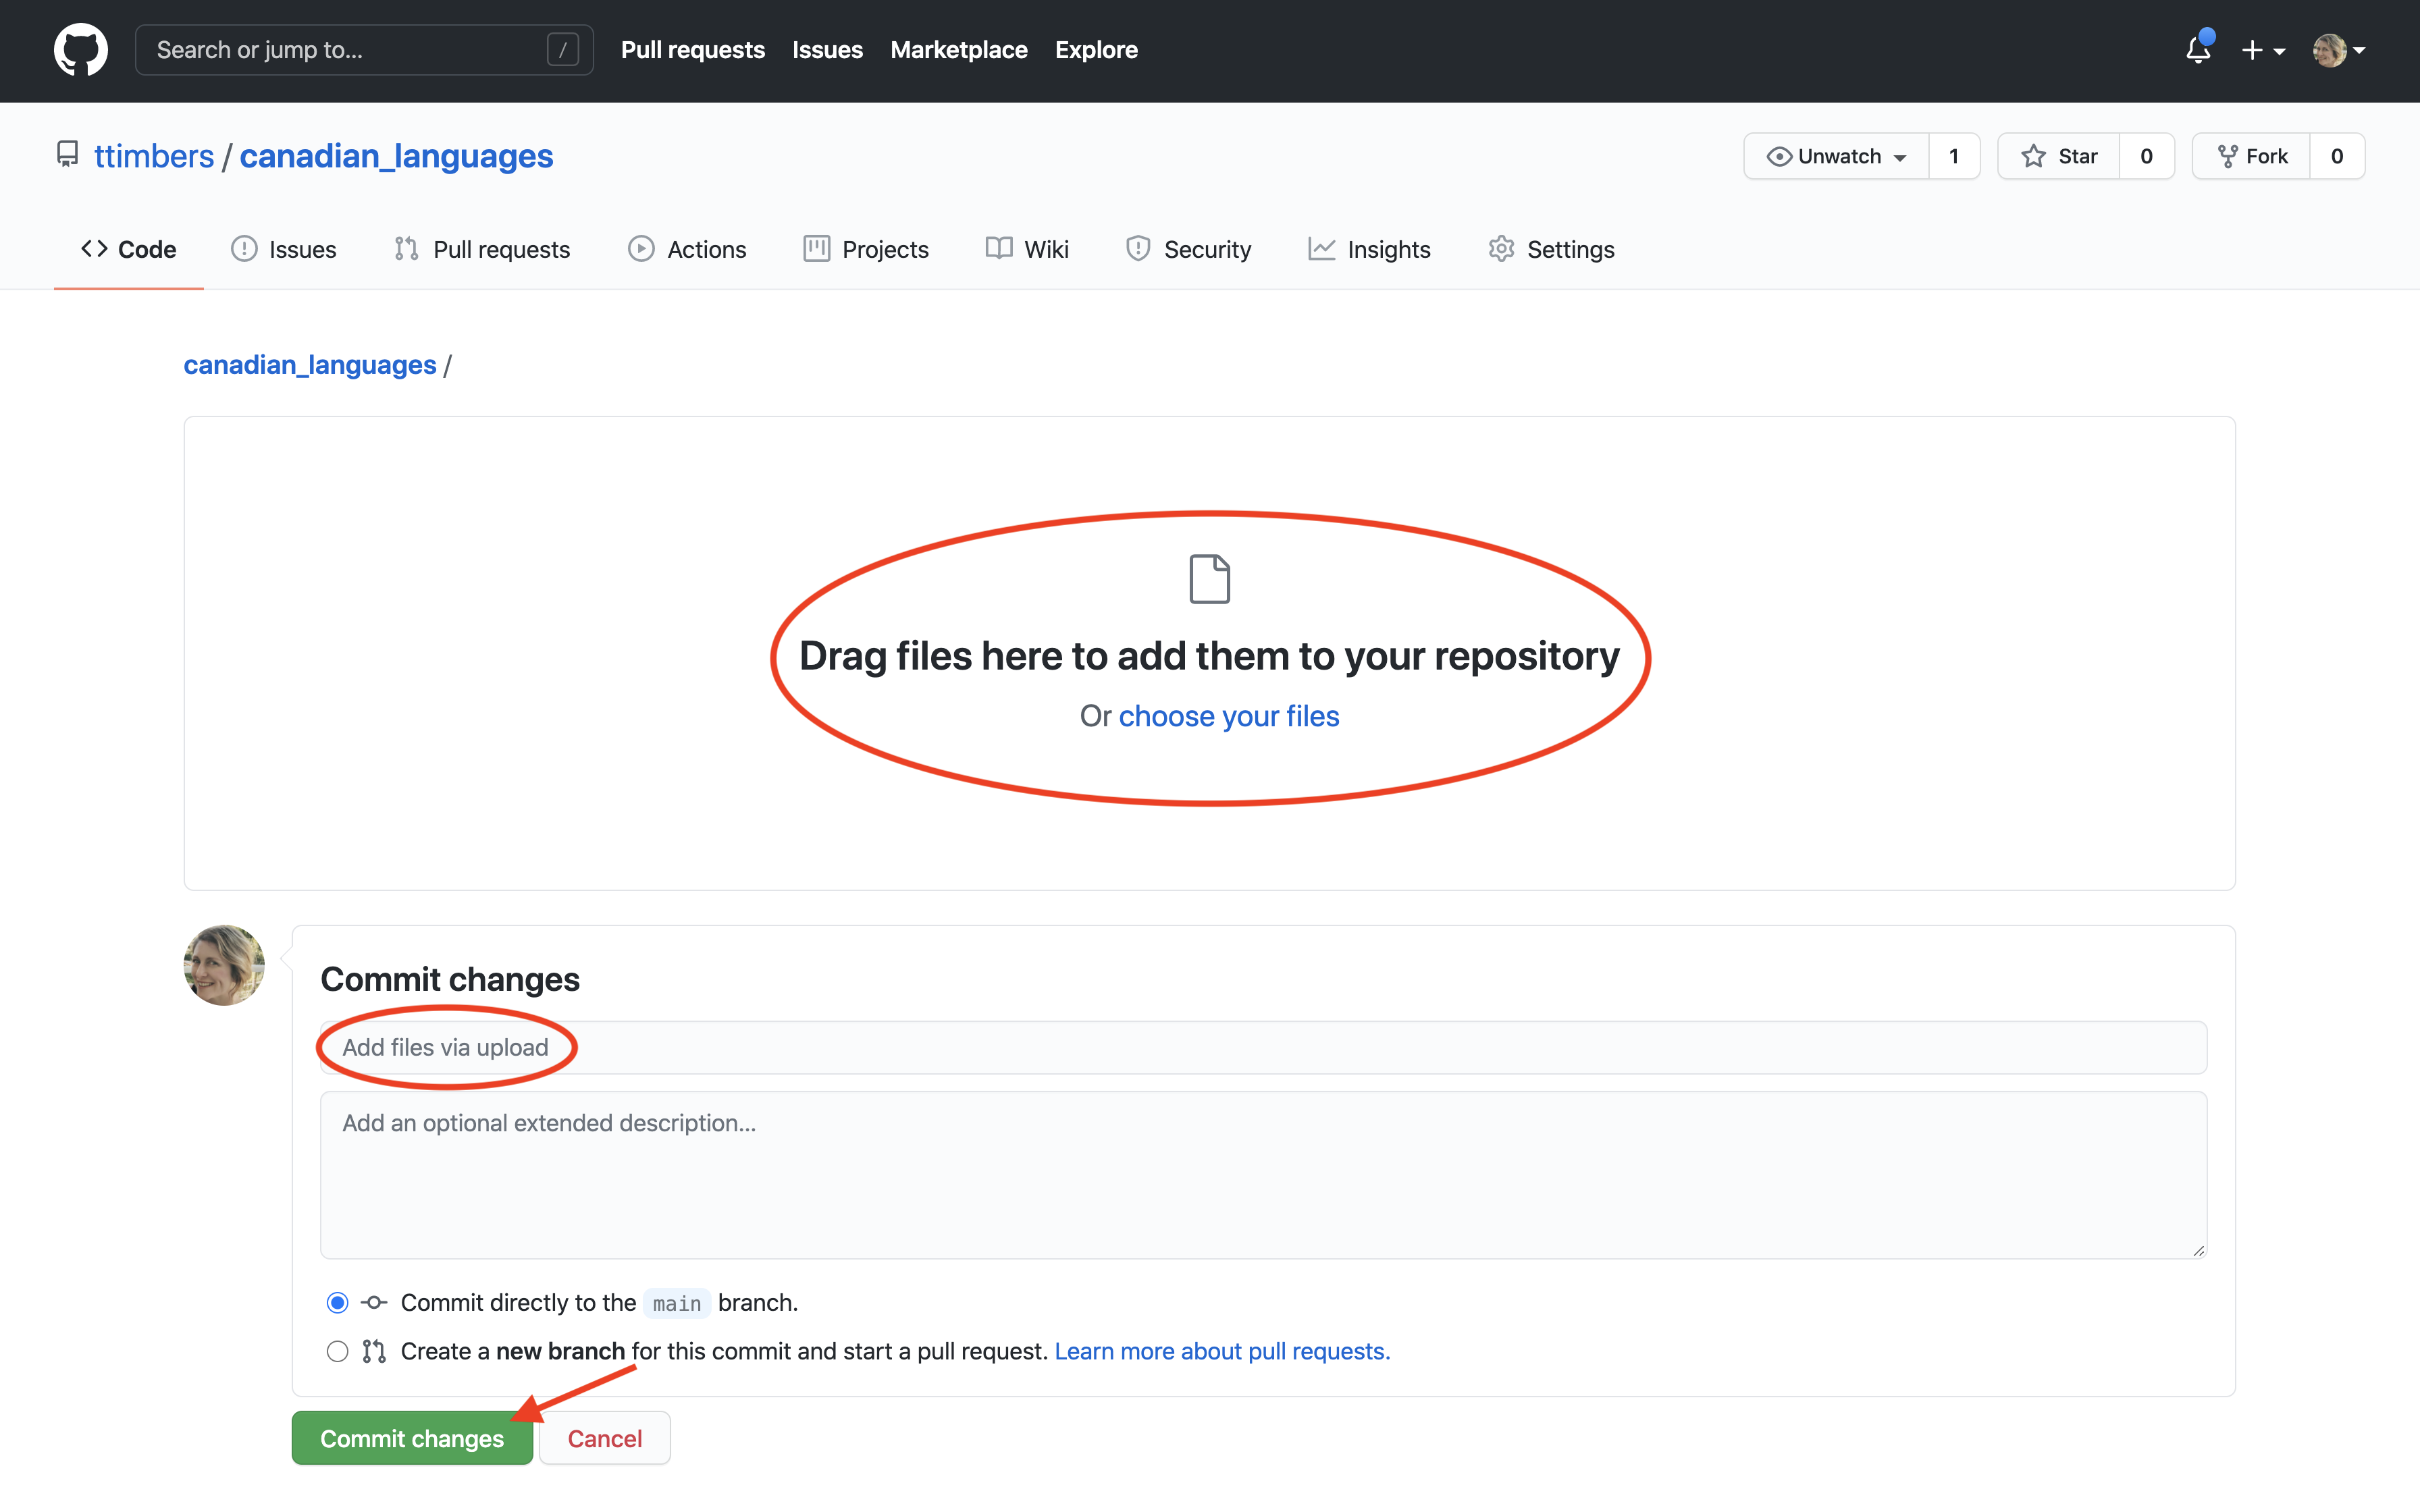 Search or jump to... / Pull requests Issues Marketplace Explore
ttimbers / canadian_languages Unwatch 1 Star 0 Fork 0
Code Issues Pull requests Actions Projects Wiki Security Insights Settings
canadian_languages /
Drag files here to add them to your repository
Or choose your files
Commit changes
Add files via upload
Add an optional extended description...
Commit directly to the main branch.
Create a new branch for this commit and start a pull request. Learn more about pull requests.
Commit changes Cancel